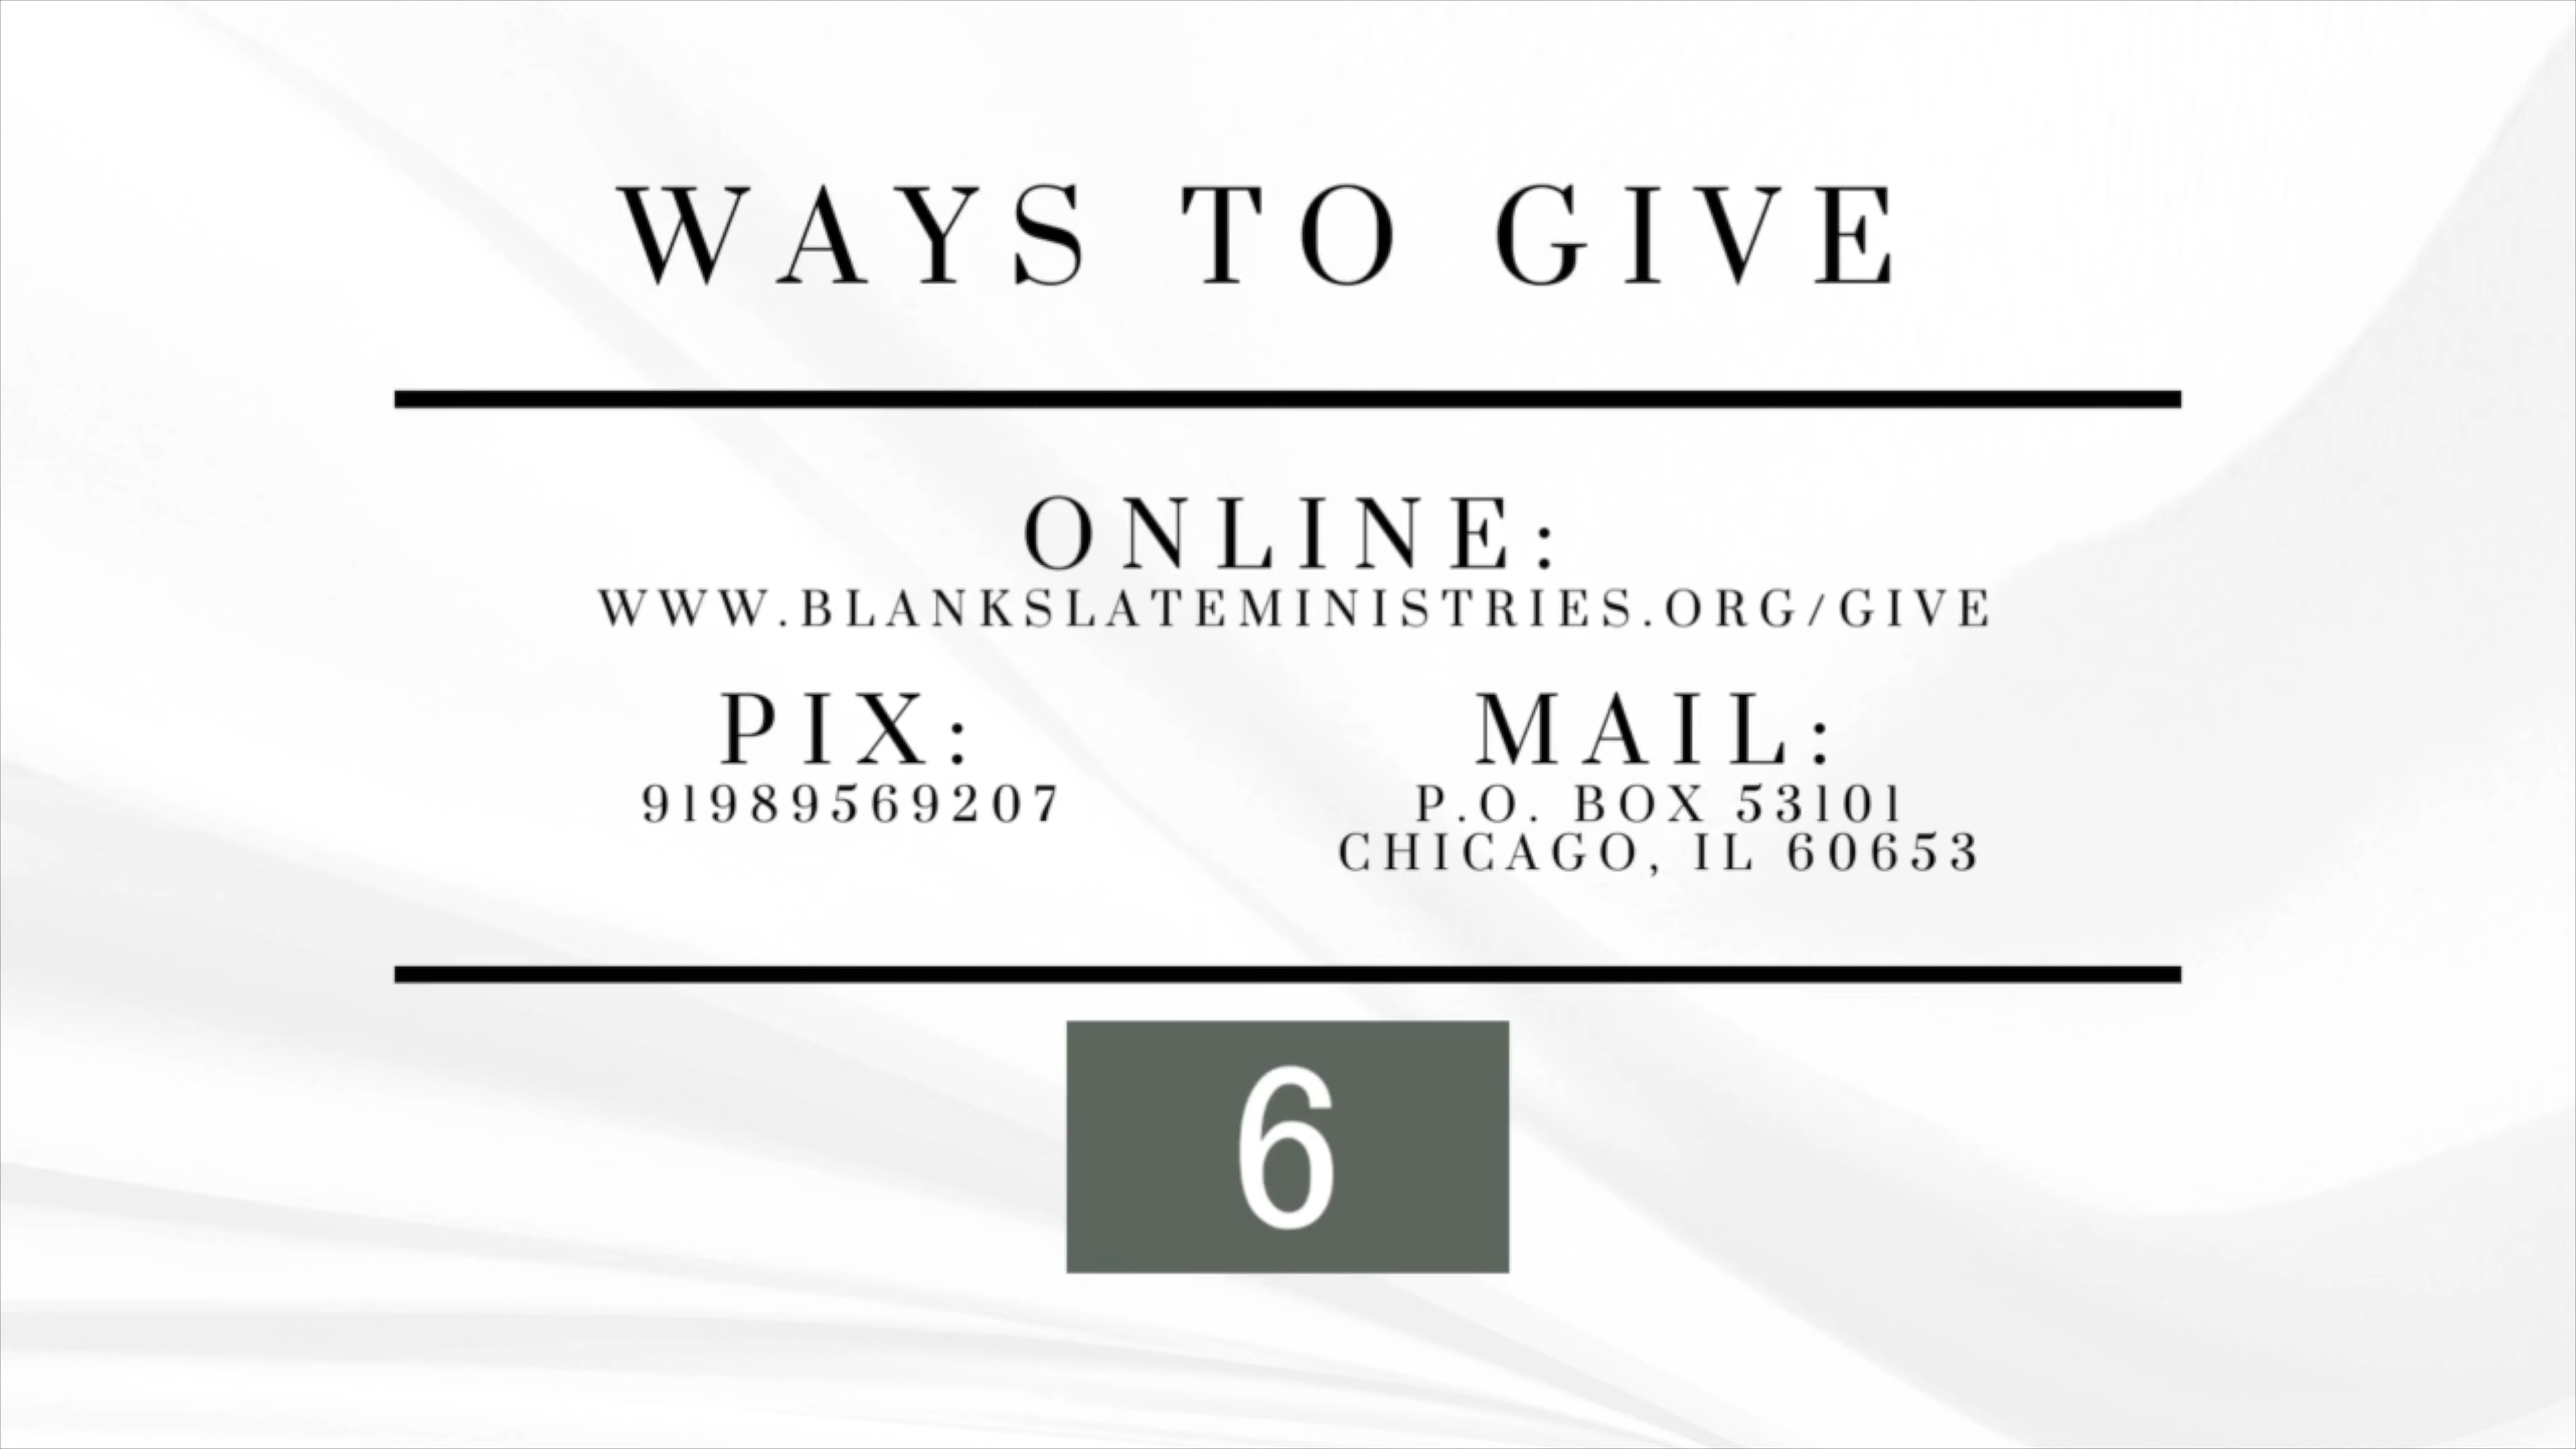 WAYS TO GIVE
ONLINE:
WWW.BLANKSLATEMINISTRIES.ORG/GIVE
PIX:
91989569207
MAIL:
P.O. BOX 53101
CHICAGO, IL 60653
6